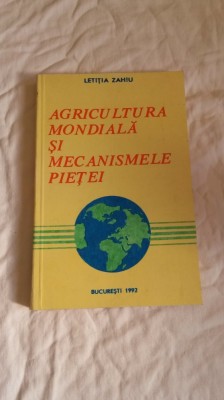 LETIȚIA ZAHIU
AGRICULTURA
MONDIALĂ
ȘI
MECANISMELE
PIEȚEI
BUCUREȘTI 1992